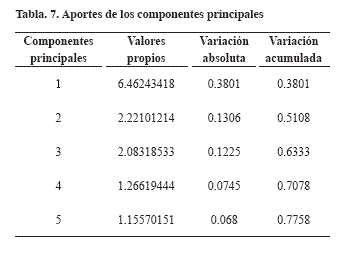 Tabla. 7. Aportes de los componentes principales
Componentes principales Valores propios Variación absoluta Variación acumulada
1 6.46243418 0.3801 0.3801
2 2.22101214 0.1306 0.5108
3 2.08318533 0.1225 0.6333
4 1.26619444 0.0745 0.7078
5 1.15570151 0.068 0.7758